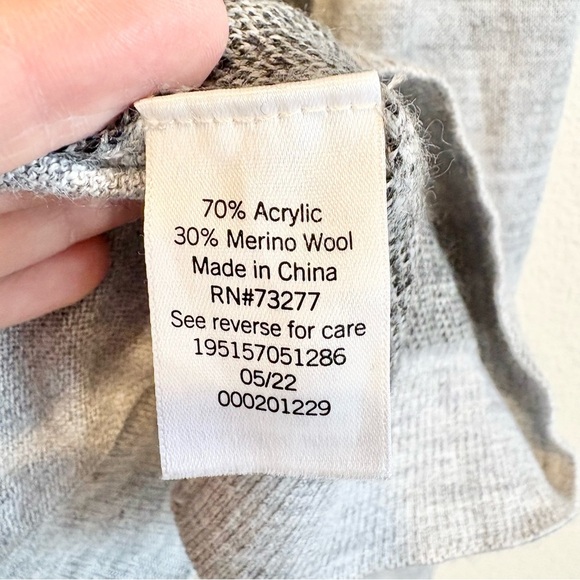 70% Acrylic
30% Merino Wool
Made in China
RN#73277
See reverse for care
195157051286
05/22
000201229